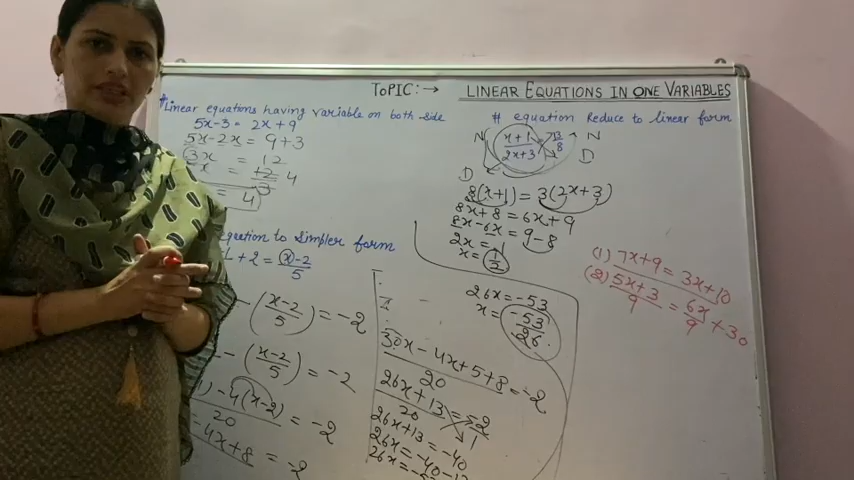 TOPIC:→ LINEAR EQUATIONS IN ONE VARIABLES
# Linear equations having variable on both side
5x-3 = 2x+9
5x-2x = 9+3
3x = 12
x = 12/3 4
= 4
equation to simpler form
+ 2 = x-2/5
- (x-2/5) = -2
- (x-2/5) = -2
- 4(x-2)/20 = -2
-4x+8 = -2
30x-4x+5+8/20 = -2
26x+13/20 = -2/1
26x+13 = -40
26x = -40-13
26x = -53
26x = -53
x = -53/26
# equation Reduce to linear form
N x+1/2x+3 = 3/8 N
D D
8(x+1) = 3(2x+3)
8x+8 = 6x+9
8x-6x = 9-8
2x = 1
x = 1/2
(1) 7x+9 = 3x+10
(2) 5x+3/9 = 6x/9 + 30